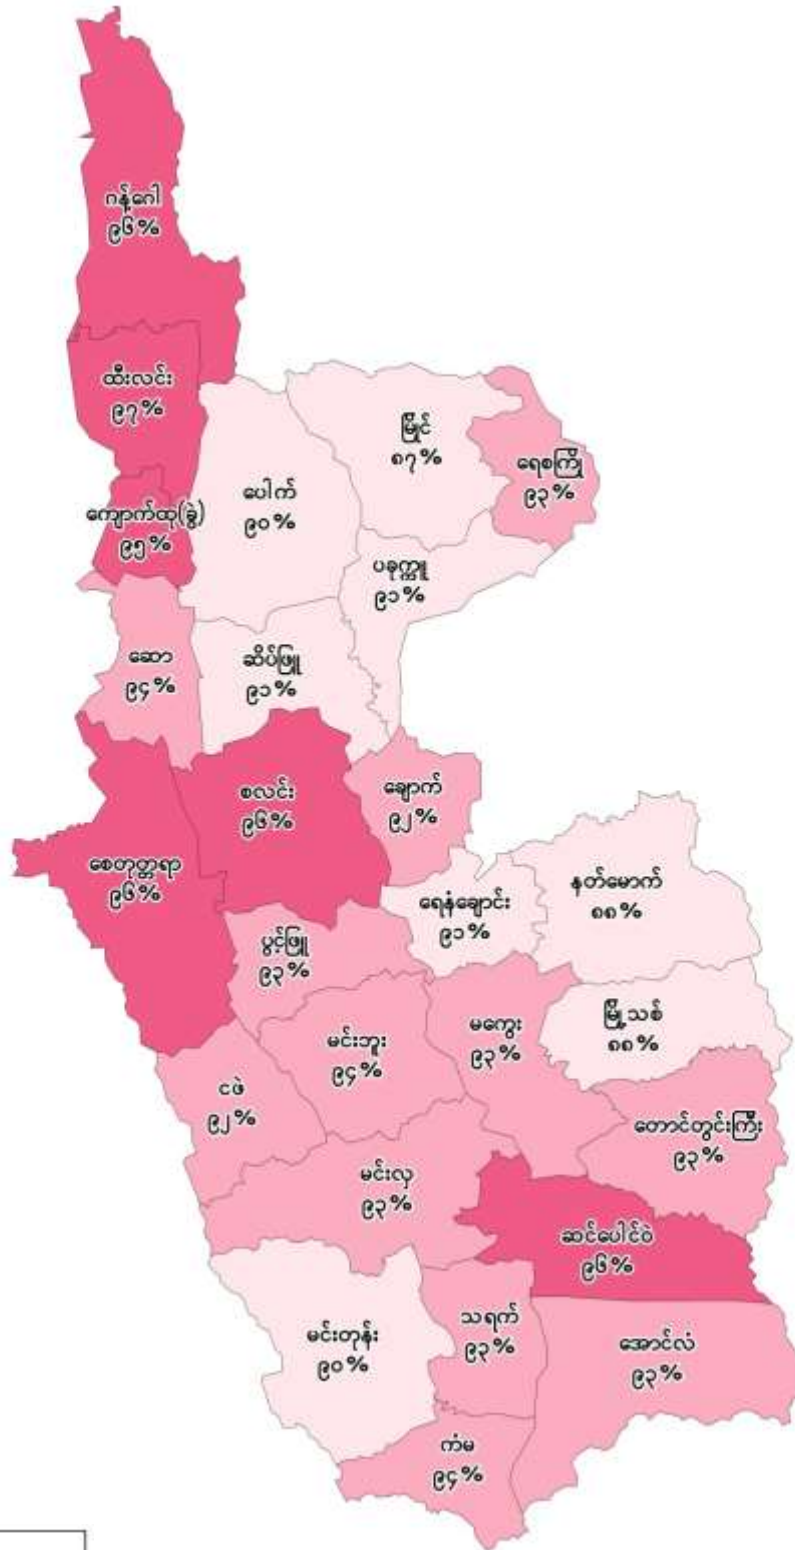 ဂန့်ဂေါ
၉၆%
ထီးလင်း
၉၇%
မြိုင်
၈၇%
ရေစကြို
၉၃%
ပေါက်
၉၀%
ကျောက်ထု(ခွဲ)
၉၅%
ပခုက္ကူ
၉၁%
ဆော
၉၄%
ဆိပ်ဖြူ
၉၁%
စလင်း
၉၆%
ချောက်
၉၂%
စေတုတ္တရာ
၉၆%
ရေနံချောင်း
၉၁%
နတ်မောက်
၈၈%
ပွင့်ဖြူ
၉၃%
မကွေး
၉၃%
မြို့သစ်
၈၈%
မင်းဘူး
၉၄%
ငဖဲ
၉၂%
တောင်တွင်းကြီး
၉၃%
မင်းလှ
၉၃%
ဆင်ပေါင်ဝဲ
၉၆%
သရက်
၉၃%
မင်းတုန်း
၉၀%
အောင်လံ
၉၃%
ကံမ
၉၄%